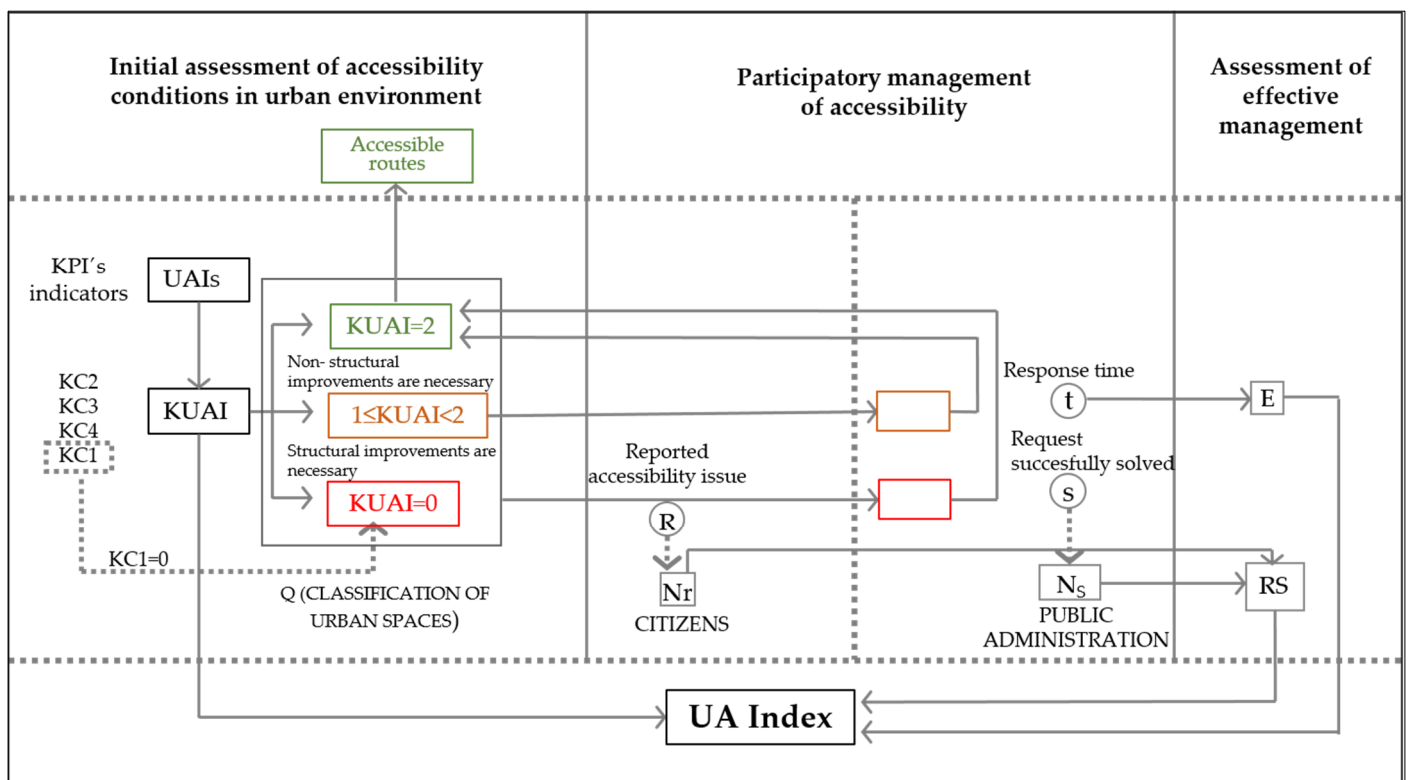 Initial assessment of accessibility
conditions in urban environment
Participatory management
of accessibility
Assessment of
effective
management
Accessible
routes
KPI's
indicators
UAIs
KUAI=2
Non- structural
improvements are necessary
KC2
KC3
KC4
KC1
KUAI
1≤KUAI<2
Structural improvements are
necessary
KUAI=0
KC1=0
Q (CLASSIFICATION OF
URBAN SPACES)
Reported
accessibility issue
R
Nr
CITIZENS
Response time
t
Request
succesfully solved
s
NS
PUBLIC
ADMINISTRATION
E
RS
UA Index